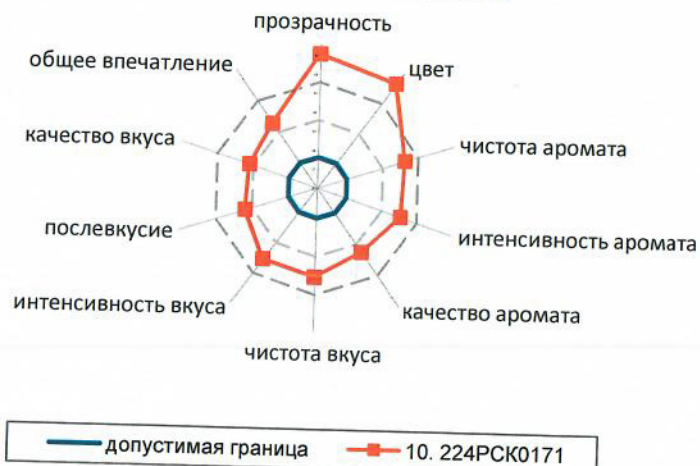 прозрачность
общее впечатление
цвет
качество вкуса
чистота аромата
послевкусие
интенсивность аромата
интенсивность вкуса
качество аромата
чистота вкуса
допустимая граница
10. 224РСК0171